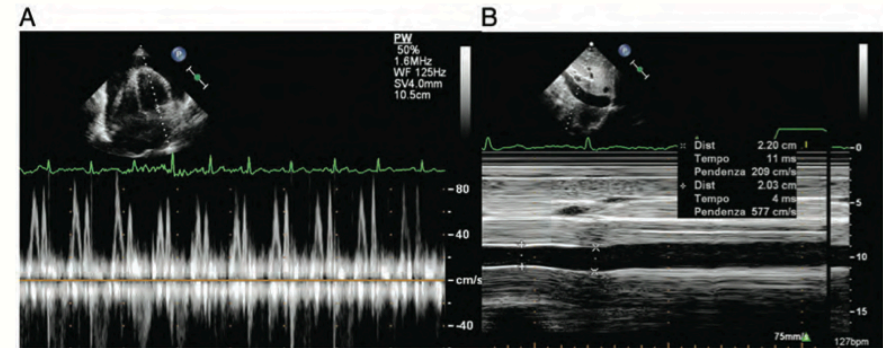 A
PW
50%
1.6MHz
WF 125Hz
SV4.0mm
10.5cm
80
40
cm/s
-40
B
Dist 2.20 cm
Tempo 11 ms
Pendenza 209 cm/s
Dist 2.03 cm
Tempo 4 ms
Pendenza 577 cm/s
0
5
10
15
75mm/s
127bpm